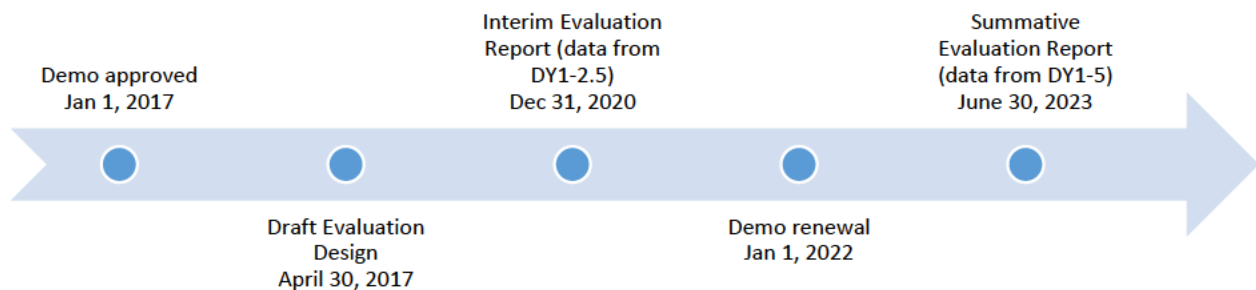 Demo approved
Jan 1, 2017
Draft Evaluation
Design
April 30, 2017
Interim Evaluation
Report (data from
DY1-2.5)
Dec 31, 2020
Demo renewal
Jan 1, 2022
Summative
Evaluation Report
(data from DY1-5)
June 30, 2023